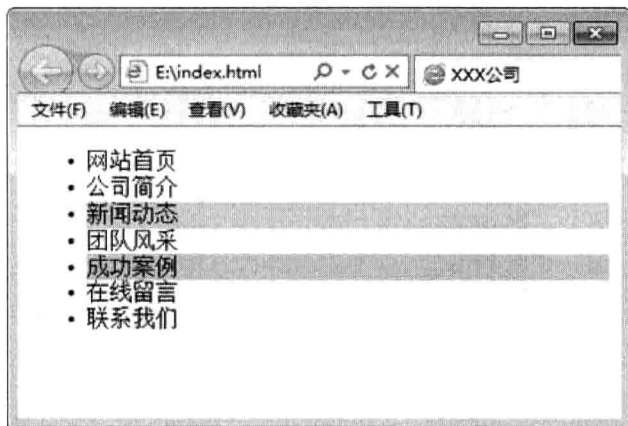 E:\index.html
XXX公司
文件(F) 编辑(E) 查看(V) 收藏夹(A) 工具(T)
• 网站首页
• 公司简介
• 新闻动态
• 团队风采
• 成功案例
• 在线留言
• 联系我们